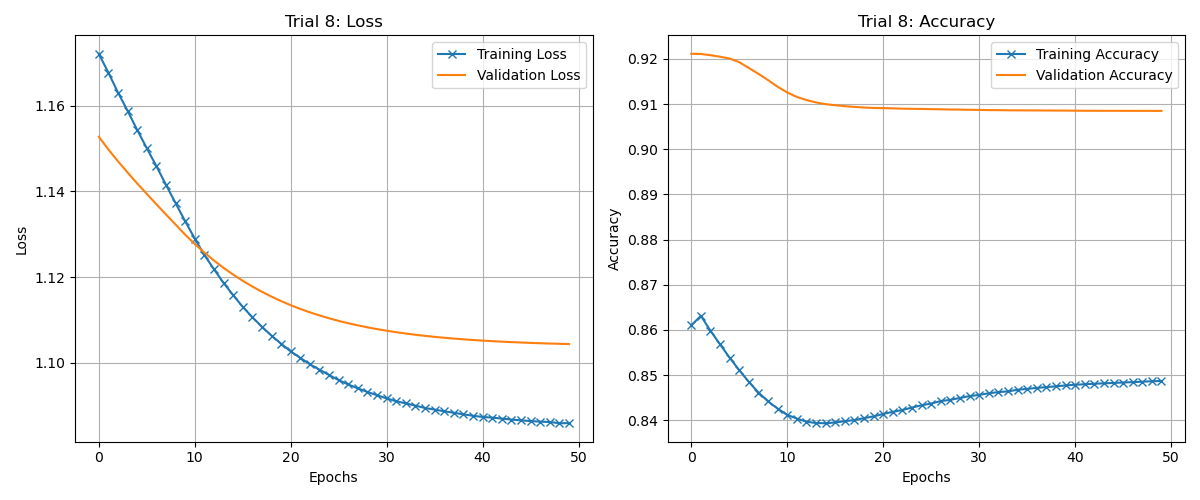 Trial 8: Loss
Training Loss
Validation Loss
1.16
1.14
1.12
1.10
Loss
0
10
20
30
40
50
Epochs
Trial 8: Accuracy
Training Accuracy
Validation Accuracy
0.92
0.91
0.90
0.89
0.88
0.87
0.86
0.85
0.84
Accuracy
0
10
20
30
40
50
Epochs